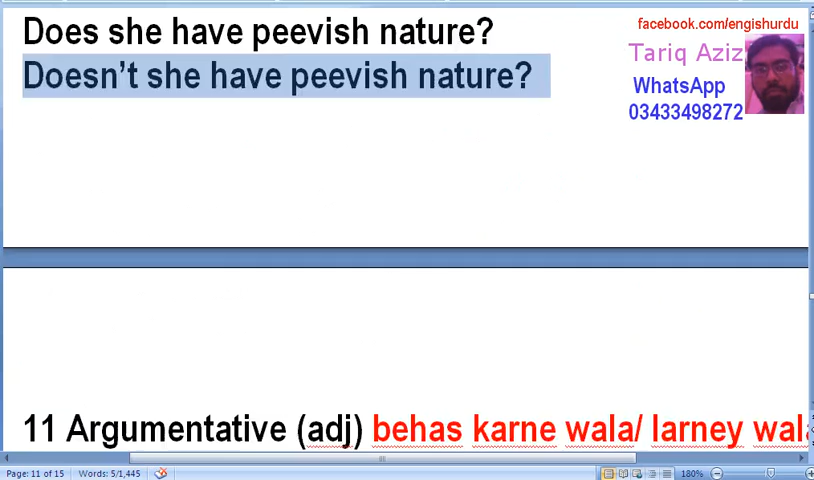 Does she have peevish nature?
Doesn’t she have peevish nature?
facebook.com/engishurdu
Tariq Aziz
WhatsApp
03433498272
11 Argumentative (adj) behas karne wala/ larney wala
Page: 11 of 15 Words: 5/1,445 180%